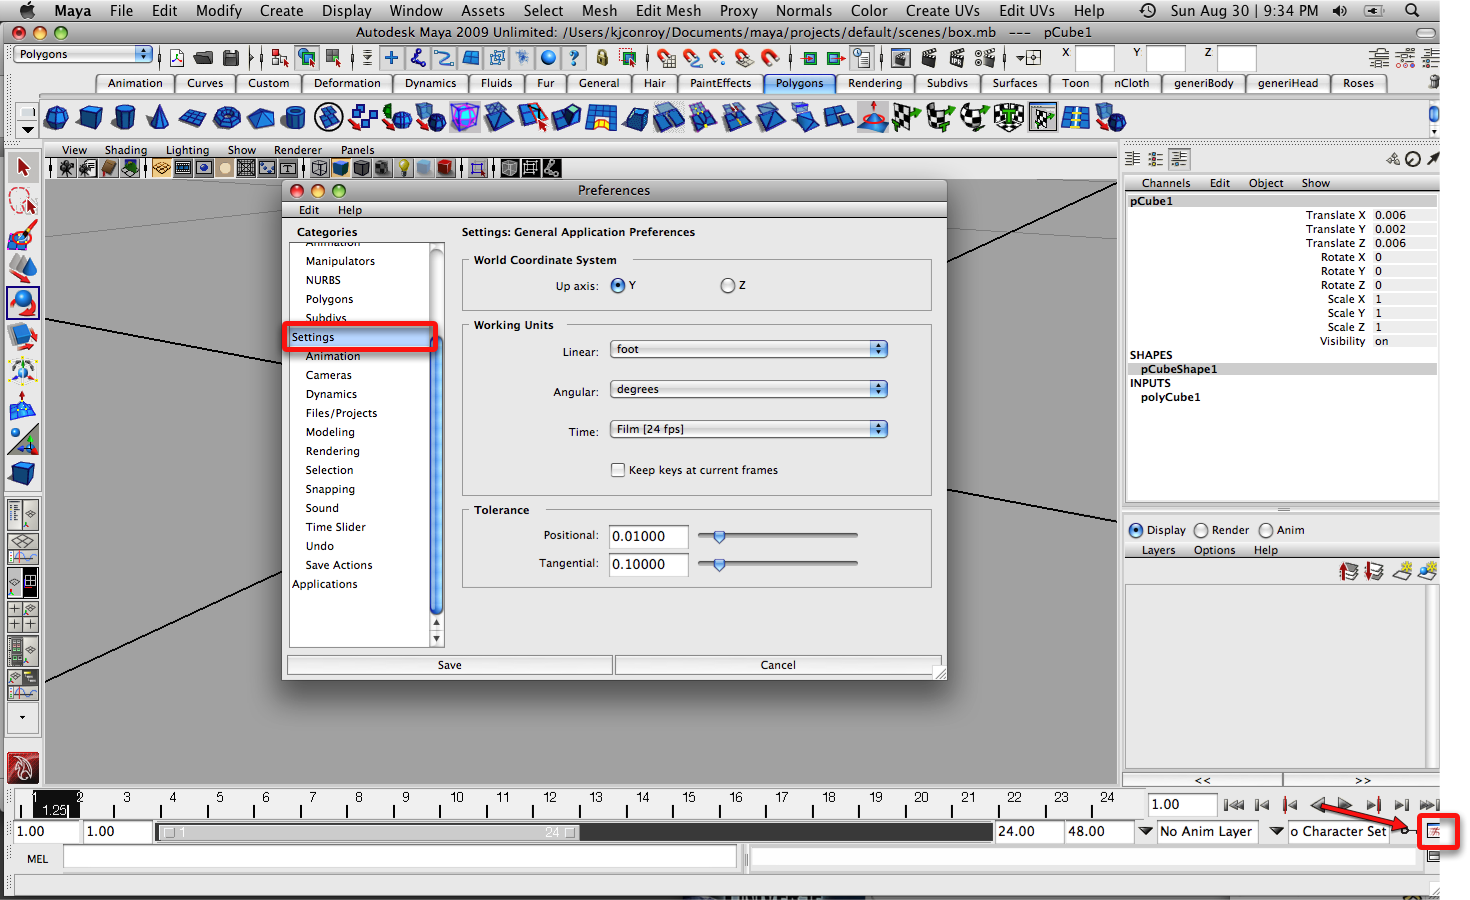 Maya File Edit Modify Create Display Window Assets Select Mesh Edit Mesh Proxy Normals Color Create UVs Edit UVs Help Sun Aug 30 | 9:34 PM
Autodesk Maya 2009 Unlimited: /Users/kjconroy/Documents/maya/projects/default/scenes/box.mb --- pCube1
Polygons X Y Z
Animation Curves Custom Deformation Dynamics Fluids Fur General Hair PaintEffects Polygons Rendering Subdivs Surfaces Toon nCloth generiBody generiHead Roses
View Shading Lighting Show Renderer Panels
Preferences
Edit Help
Categories
Animation
Manipulators
NURBS
Polygons
Subdivs
Settings
Animation
Cameras
Dynamics
Files/Projects
Modeling
Rendering
Selection
Snapping
Sound
Time Slider
Undo
Save Actions
Applications
Settings: General Application Preferences
World Coordinate System
Up axis: Y Z
Working Units
Linear: foot
Angular: degrees
Time: Film [24 fps]
Keep keys at current frames
Tolerance
Positional: 0.01000
Tangential: 0.10000
Save Cancel
Channels Edit Object Show
pCube1
Translate X 0.006
Translate Y 0.002
Translate Z 0.006
Rotate X 0
Rotate Y 0
Rotate Z 0
Scale X 1
Scale Y 1
Scale Z 1
Visibility on
SHAPES
pCubeShape1
INPUTS
polyCube1
Display Render Anim
Layers Options Help
<< >>
1 2 3 4 5 6 7 8 9 10 11 12 13 14 15 16 17 18 19 20 21 22 23 24
1.25
1.00
1.00 1.00 1 24 24.00 48.00 No Anim Layer o Character Set
MEL